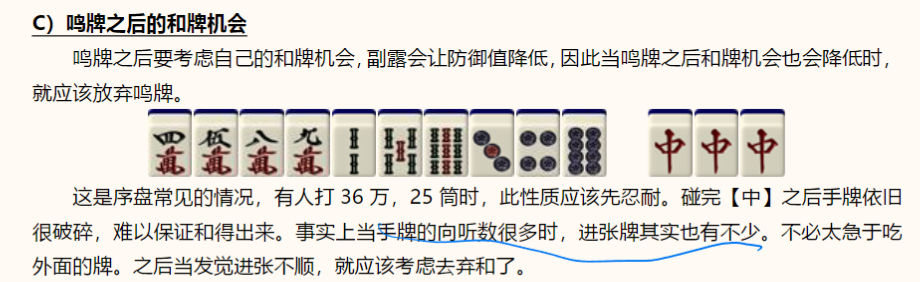 C）鸣牌之后的和牌机会
鸣牌之后要考虑自己的和牌机会，副露会让防御值降低，因此当鸣牌之后和牌机会也会降低时，
就应该放弃鸣牌。
四萬 伍萬 八萬 九萬 中 中 中
这是序盘常见的情况，有人打 36 万，25 筒时，此性质应该先忍耐。碰完【中】之后手牌依旧
很破碎，难以保证和得出来。事实上当手牌的向听数很多时，进张牌其实也有不少。不必太急于吃
外面的牌。之后当发觉进张不顺，就应该考虑去弃和了。